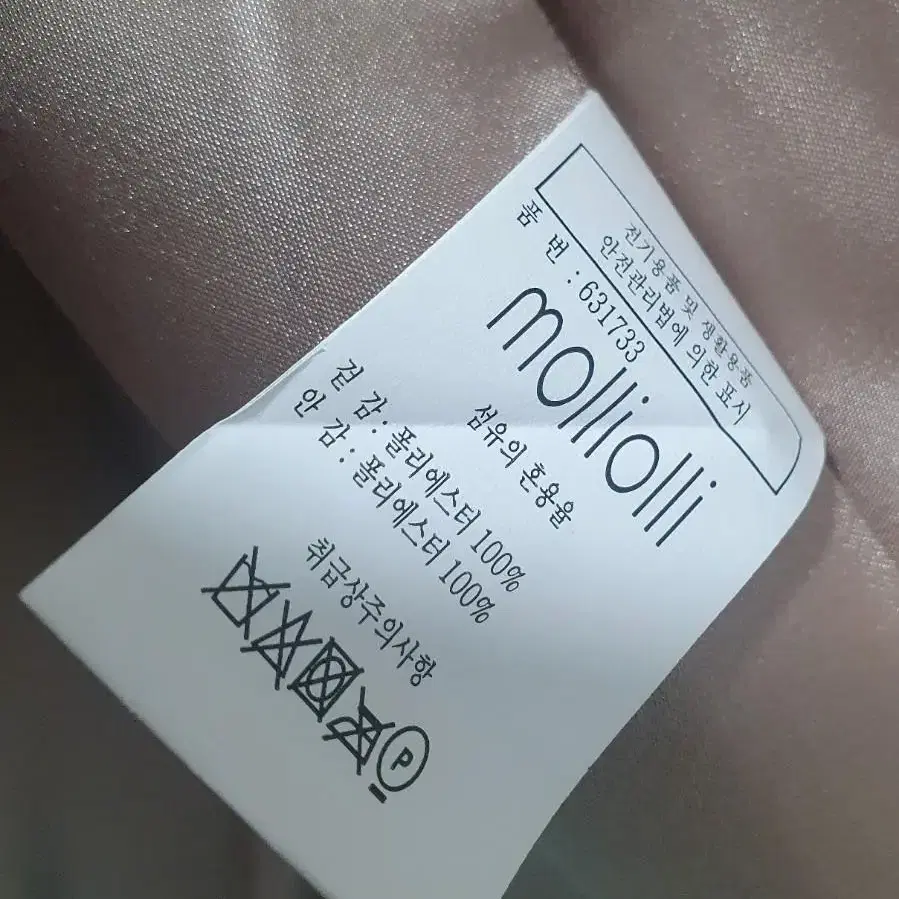 전기용품 및 생활용품
안전관리법에 의한 표시
품 번 : 631733
molliolli
섬유의 혼용율
겉 감 : 폴리에스터 100%
안 감 : 폴리에스터 100%
취급상주의사항
P